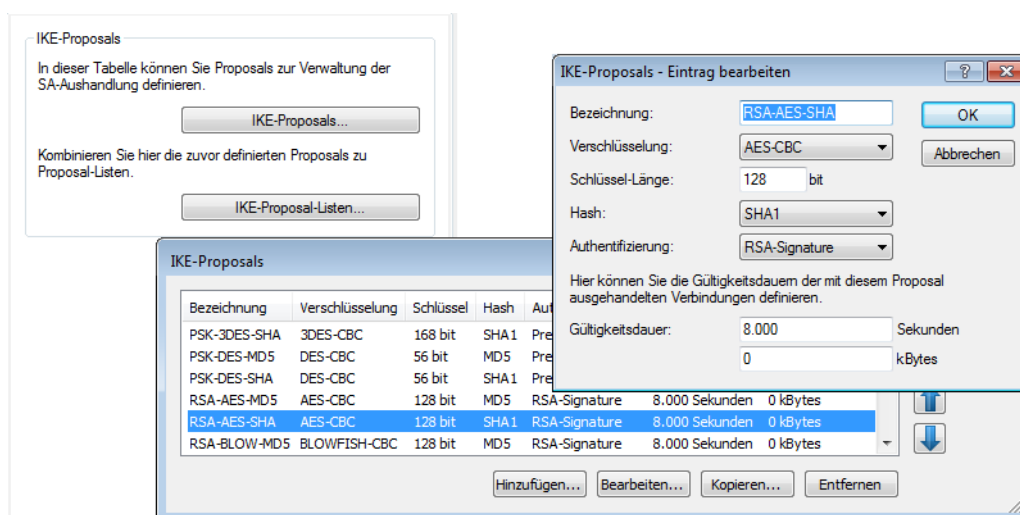 IKE-Proposals
In dieser Tabelle können Sie Proposals zur Verwaltung der
SA-Aushandlung definieren.
IKE-Proposals...
Kombinieren Sie hier die zuvor definierten Proposals zu
Proposal-Listen.
IKE-Proposal-Listen...
IKE-Proposals - Eintrag bearbeiten
Bezeichnung: RSA-AES-SHA OK
Verschlüsselung: AES-CBC Abbrechen
Schlüssel-Länge: 128 bit
Hash: SHA1
Authentifizierung: RSA-Signature
Hier können Sie die Gültigkeitsdauern der mit diesem Proposal
ausgehandelten Verbindungen definieren.
Gültigkeitsdauer: 8.000 Sekunden
0 kBytes
IKE-Proposals
Bezeichnung Verschlüsselung Schlüssel Hash Aut
PSK-3DES-SHA 3DES-CBC 168 bit SHA1 Pre
PSK-DES-MD5 DES-CBC 56 bit MD5 Pre
PSK-DES-SHA DES-CBC 56 bit SHA1 Pre
RSA-AES-MD5 AES-CBC 128 bit MD5 RSA-Signature 8.000 Sekunden 0 kBytes
RSA-AES-SHA AES-CBC 128 bit SHA1 RSA-Signature 8.000 Sekunden 0 kBytes
RSA-BLOW-MD5 BLOWFISH-CBC 128 bit MD5 RSA-Signature 8.000 Sekunden 0 kBytes
Hinzufügen... Bearbeiten... Kopieren... Entfernen